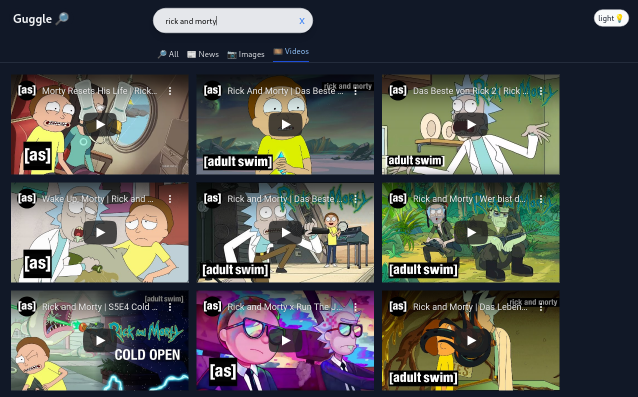 Guggle
rick and morty
X
light
All
News
Images
Videos
[as] Morty Resets His Life | Rick...
[as]
Rick And Morty | Das Beste ...
rick and morty
[adult swim]
[as] Das Beste von Rick 2 | Rick ...
[adult swim]
[as] Wake Up, Morty | Rick and ...
[as]
[as] Rick and Morty | Das Beste ...
[adult swim]
[as] Rick and Morty | Wer bist d...
[adult swim]
[as] Rick and Morty | S5E4 Cold ...
[adult swim]
Rick and Morty
COLD OPEN
[as] Rick and Morty x Run The J...
[as]
[as] Rick and Morty | Das Leben...
rick and morty
[adult swim]